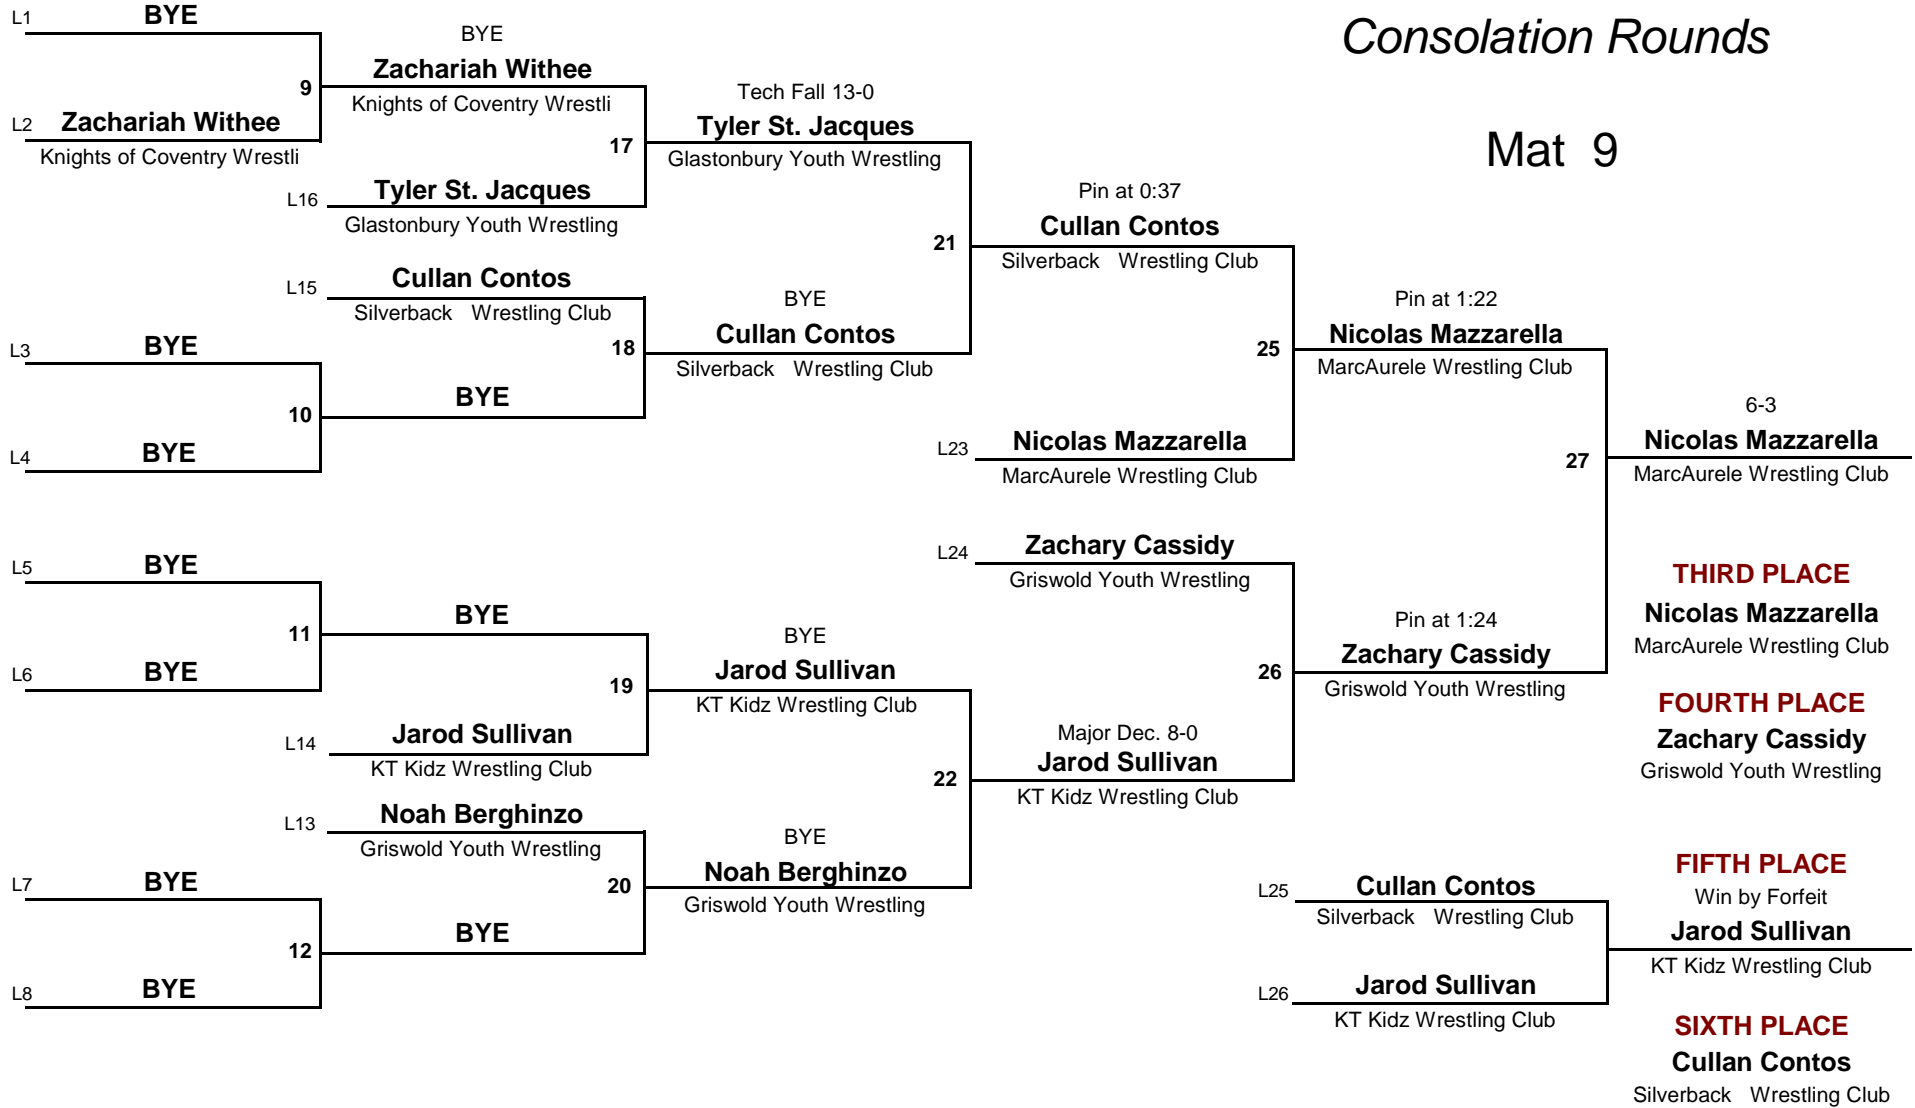 Consolation Rounds
Mat 9
L1 BYE
9
L2 Zachariah Withee
Knights of Coventry Wrestli
BYE
Zachariah Withee
Knights of Coventry Wrestli
17
L16 Tyler St. Jacques
Glastonbury Youth Wrestling
Tech Fall 13-0
Tyler St. Jacques
Glastonbury Youth Wrestling
21
L15 Cullan Contos
Silverback Wrestling Club
18
BYE
Cullan Contos
Silverback Wrestling Club
L3 BYE
10
BYE
L4 BYE
Pin at 0:37
Cullan Contos
Silverback Wrestling Club
25
L23 Nicolas Mazzarella
MarcAurele Wrestling Club
Pin at 1:22
Nicolas Mazzarella
MarcAurele Wrestling Club
27
6-3
Nicolas Mazzarella
MarcAurele Wrestling Club
L5 BYE
11
BYE
L6 BYE
19
L14 Jarod Sullivan
KT Kidz Wrestling Club
BYE
Jarod Sullivan
KT Kidz Wrestling Club
22
L13 Noah Berghinzo
Griswold Youth Wrestling
20
BYE
Noah Berghinzo
Griswold Youth Wrestling
L7 BYE
12
BYE
L8 BYE
L24 Zachary Cassidy
Griswold Youth Wrestling
26
Major Dec. 8-0
Jarod Sullivan
KT Kidz Wrestling Club
Pin at 1:24
Zachary Cassidy
Griswold Youth Wrestling
THIRD PLACE
Nicolas Mazzarella
MarcAurele Wrestling Club
FOURTH PLACE
Zachary Cassidy
Griswold Youth Wrestling
L25 Cullan Contos
Silverback Wrestling Club
L26 Jarod Sullivan
KT Kidz Wrestling Club
FIFTH PLACE
Win by Forfeit
Jarod Sullivan
KT Kidz Wrestling Club
SIXTH PLACE
Cullan Contos
Silverback Wrestling Club